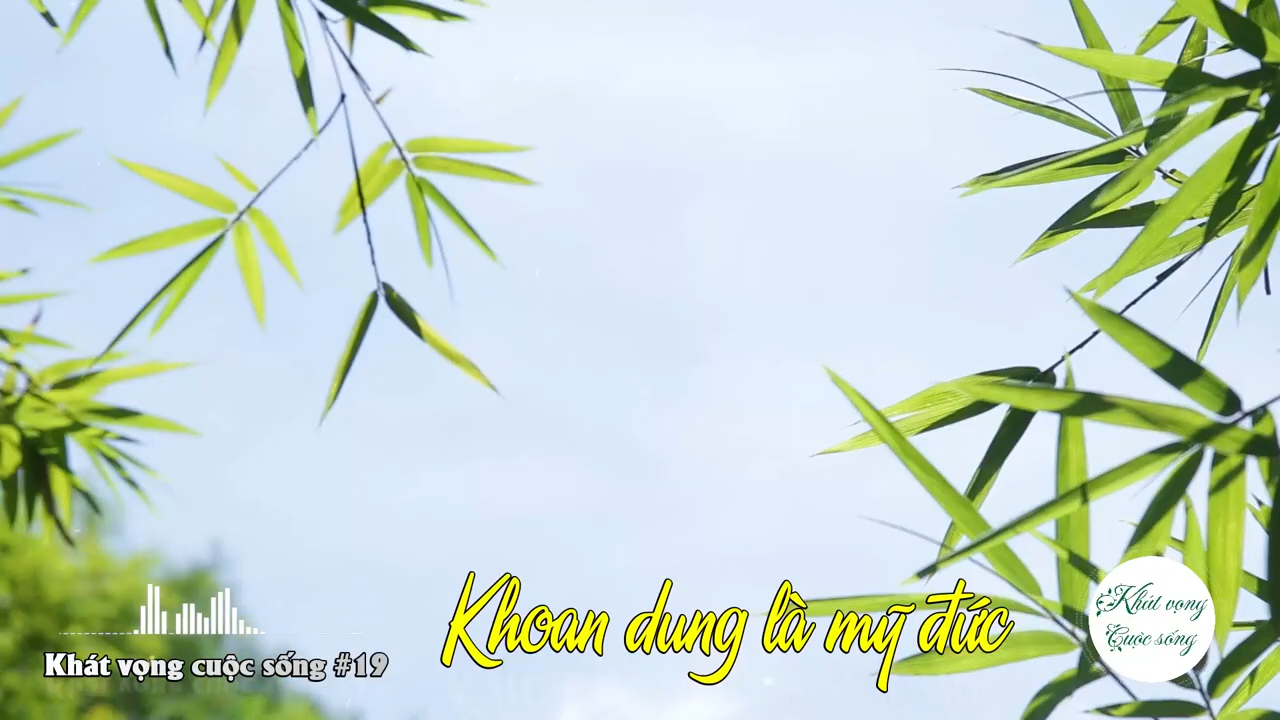 Khoan dung là mỹ đức
Khát vọng cuộc sống #19
Khát vọng
Cuộc sống